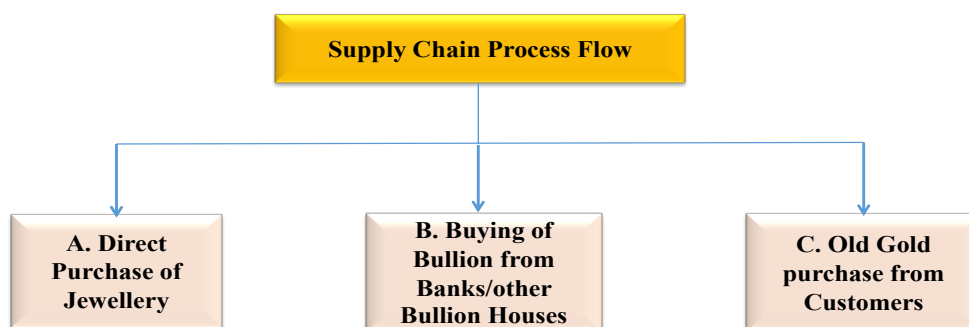 Supply Chain Process Flow
A. Direct
Purchase of
Jewellery
B. Buying of
Bullion from
Banks/other
Bullion Houses
C. Old Gold
purchase from
Customers